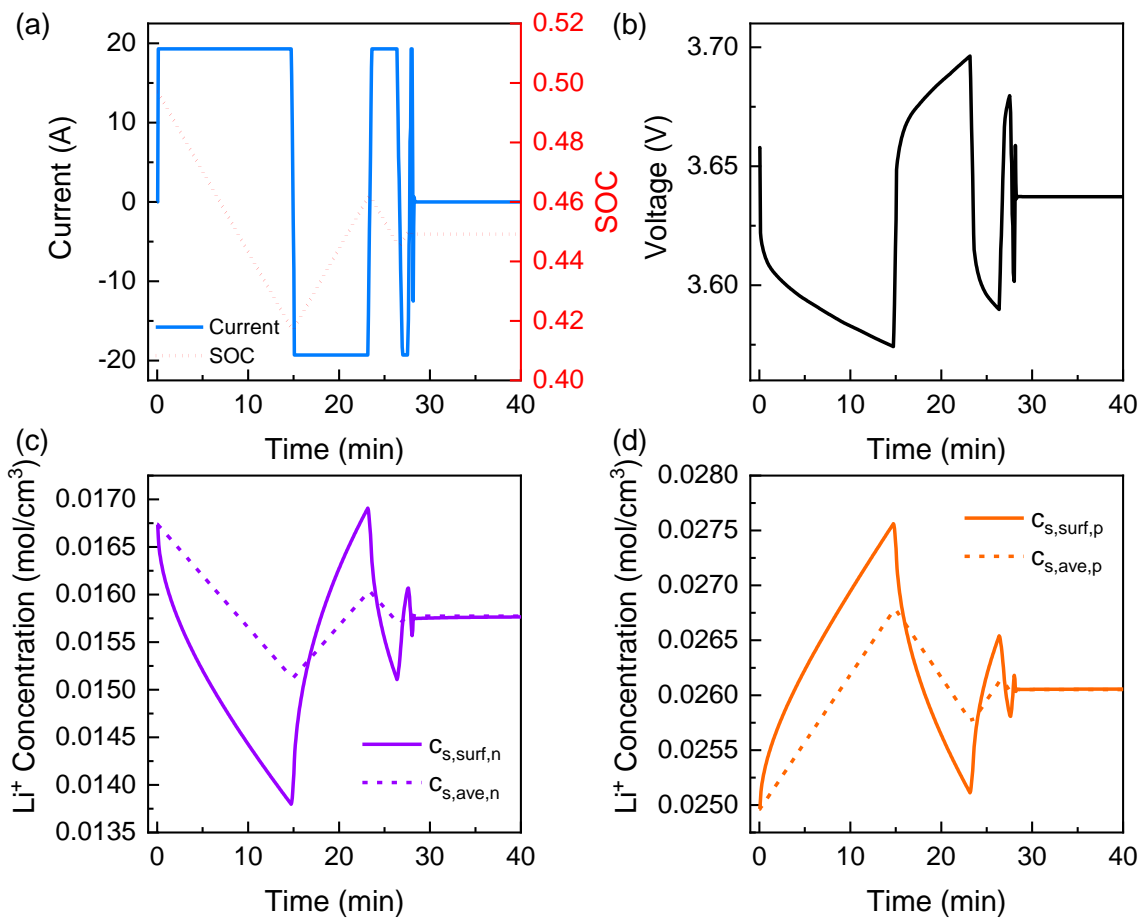 (a)
Current (A)
20
10
0
-10
-20
0.52
0.50
0.48
0.46
0.44
0.42
0.40
SOC
Current
SOC
0 10 20 30 40
Time (min)
(b)
Voltage (V)
3.70
3.65
3.60
0 10 20 30 40
Time (min)
(c)
Li⁺ Concentration (mol/cm³)
0.0170
0.0165
0.0160
0.0155
0.0150
0.0145
0.0140
0.0135
c_s,surf,n
c_s,ave,n
0 10 20 30 40
Time (min)
(d)
Li⁺ Concentration (mol/cm³)
0.0280
0.0275
0.0270
0.0265
0.0260
0.0255
0.0250
c_s,surf,p
c_s,ave,p
0 10 20 30 40
Time (min)